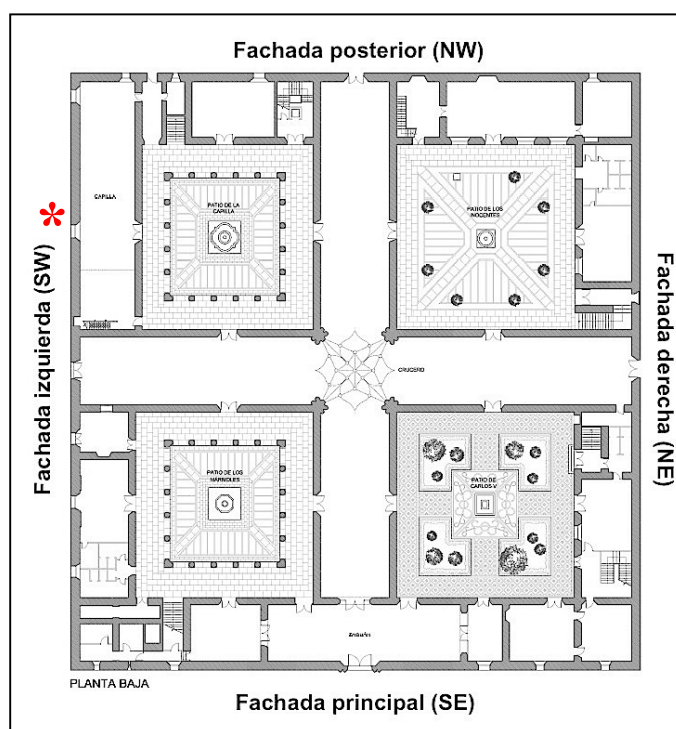 Fachada posterior (NW)
CAPILLA
PATIO DE LA
CAPILLA
PATIO DE LOS
INOCENTES
Fachada izquierda (SW)
*
Fachada derecha (NE)
CRUCERO
PATIO DE LOS
MÁRMOLES
PATIO DE
CARLOS V
ZAGUÁN
PLANTA BAJA
Fachada principal (SE)